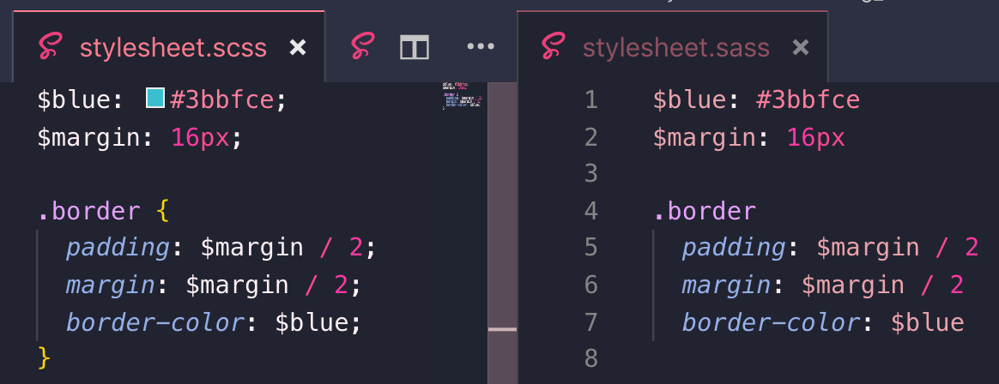 stylesheet.scss
$blue: #3bbfce;
$margin: 16px;
.border {
padding: $margin / 2;
margin: $margin / 2;
border-color: $blue;
}
stylesheet.sass
1 $blue: #3bbfce
2 $margin: 16px
3
4 .border
5 padding: $margin / 2
6 margin: $margin / 2
7 border-color: $blue
8